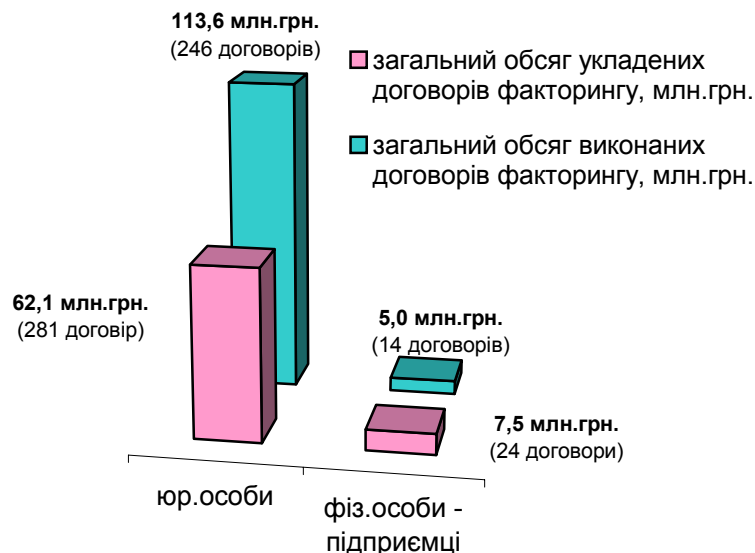 113,6 млн.грн.
(246 договорів)
загальний обсяг укладених
договорів факторингу, млн.грн.
загальний обсяг виконаних
договорів факторингу, млн.грн.
62,1 млн.грн.
(281 договір)
5,0 млн.грн.
(14 договорів)
7,5 млн.грн.
(24 договори)
юр.особи
фіз.особи -
підприємці